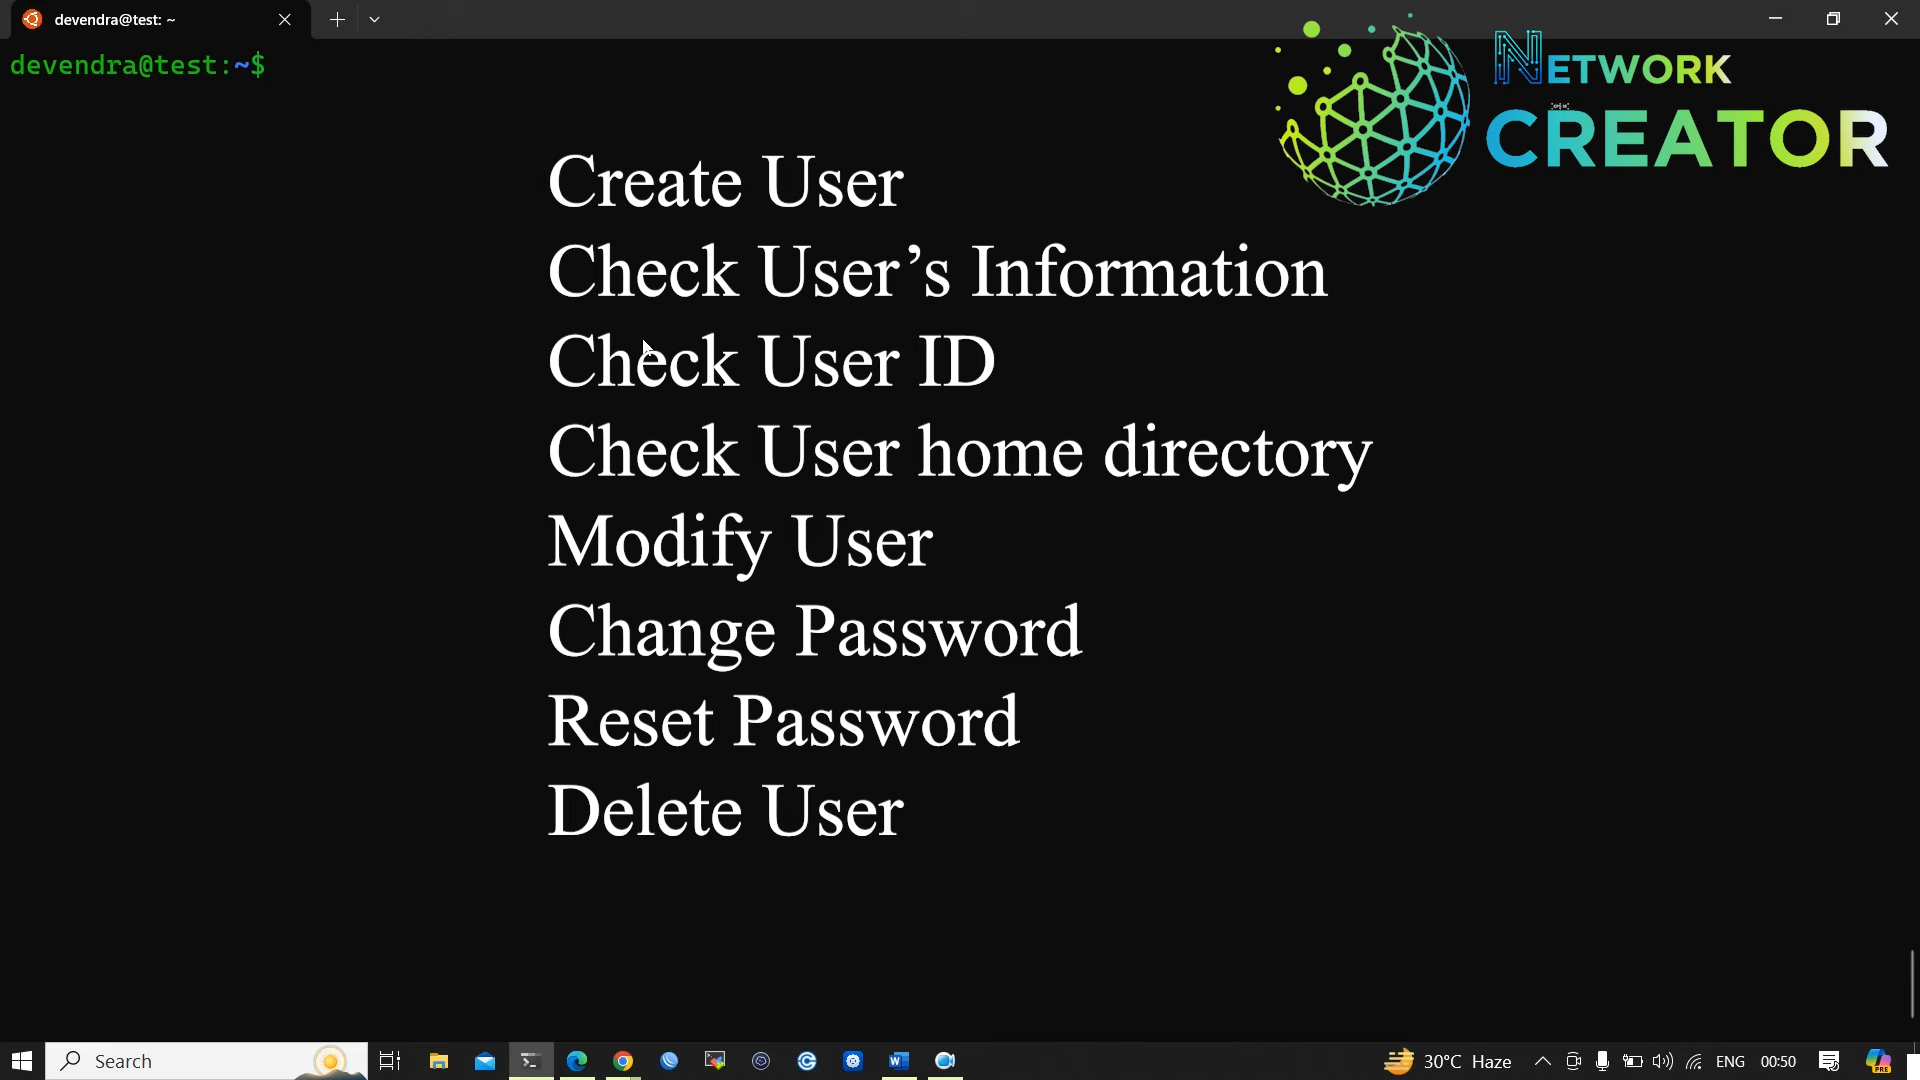 devendra@test: ~
devendra@test:~$
NETWORK
CREATOR
Create User
Check User’s Information
Check User ID
Check User home directory
Modify User
Change Password
Reset Password
Delete User
Search
30°C Haze
ENG
00:50
PRE